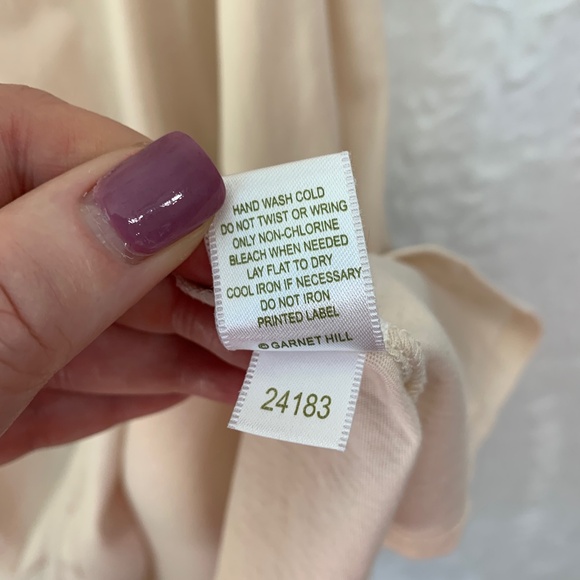 HAND WASH COLD
DO NOT TWIST OR WRING
ONLY NON-CHLORINE
BLEACH WHEN NEEDED
LAY FLAT TO DRY
COOL IRON IF NECESSARY
DO NOT IRON
PRINTED LABEL
© GARNET HILL
24183